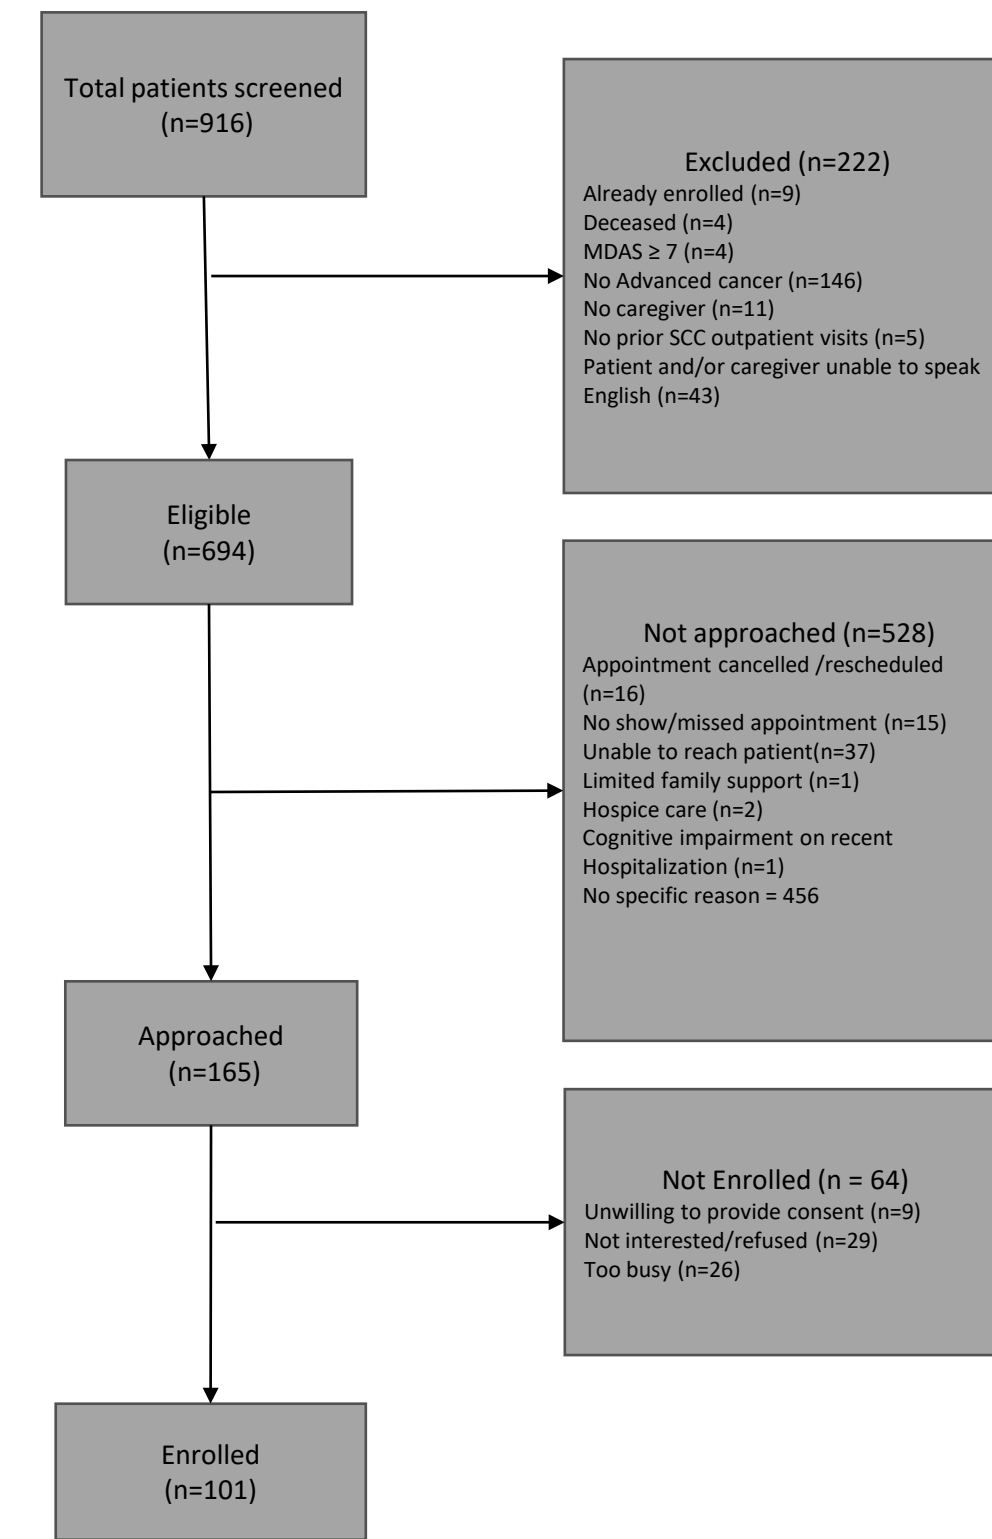 Total patients screened
(n=916)
Excluded (n=222)
Already enrolled (n=9)
Deceased (n=4)
MDAS ≥ 7 (n=4)
No Advanced cancer (n=146)
No caregiver (n=11)
No prior SCC outpatient visits (n=5)
Patient and/or caregiver unable to speak
English (n=43)
Eligible
(n=694)
Not approached (n=528)
Appointment cancelled /rescheduled
(n=16)
No show/missed appointment (n=15)
Unable to reach patient(n=37)
Limited family support (n=1)
Hospice care (n=2)
Cognitive impairment on recent
Hospitalization (n=1)
No specific reason = 456
Approached
(n=165)
Not Enrolled (n = 64)
Unwilling to provide consent (n=9)
Not interested/refused (n=29)
Too busy (n=26)
Enrolled
(n=101)